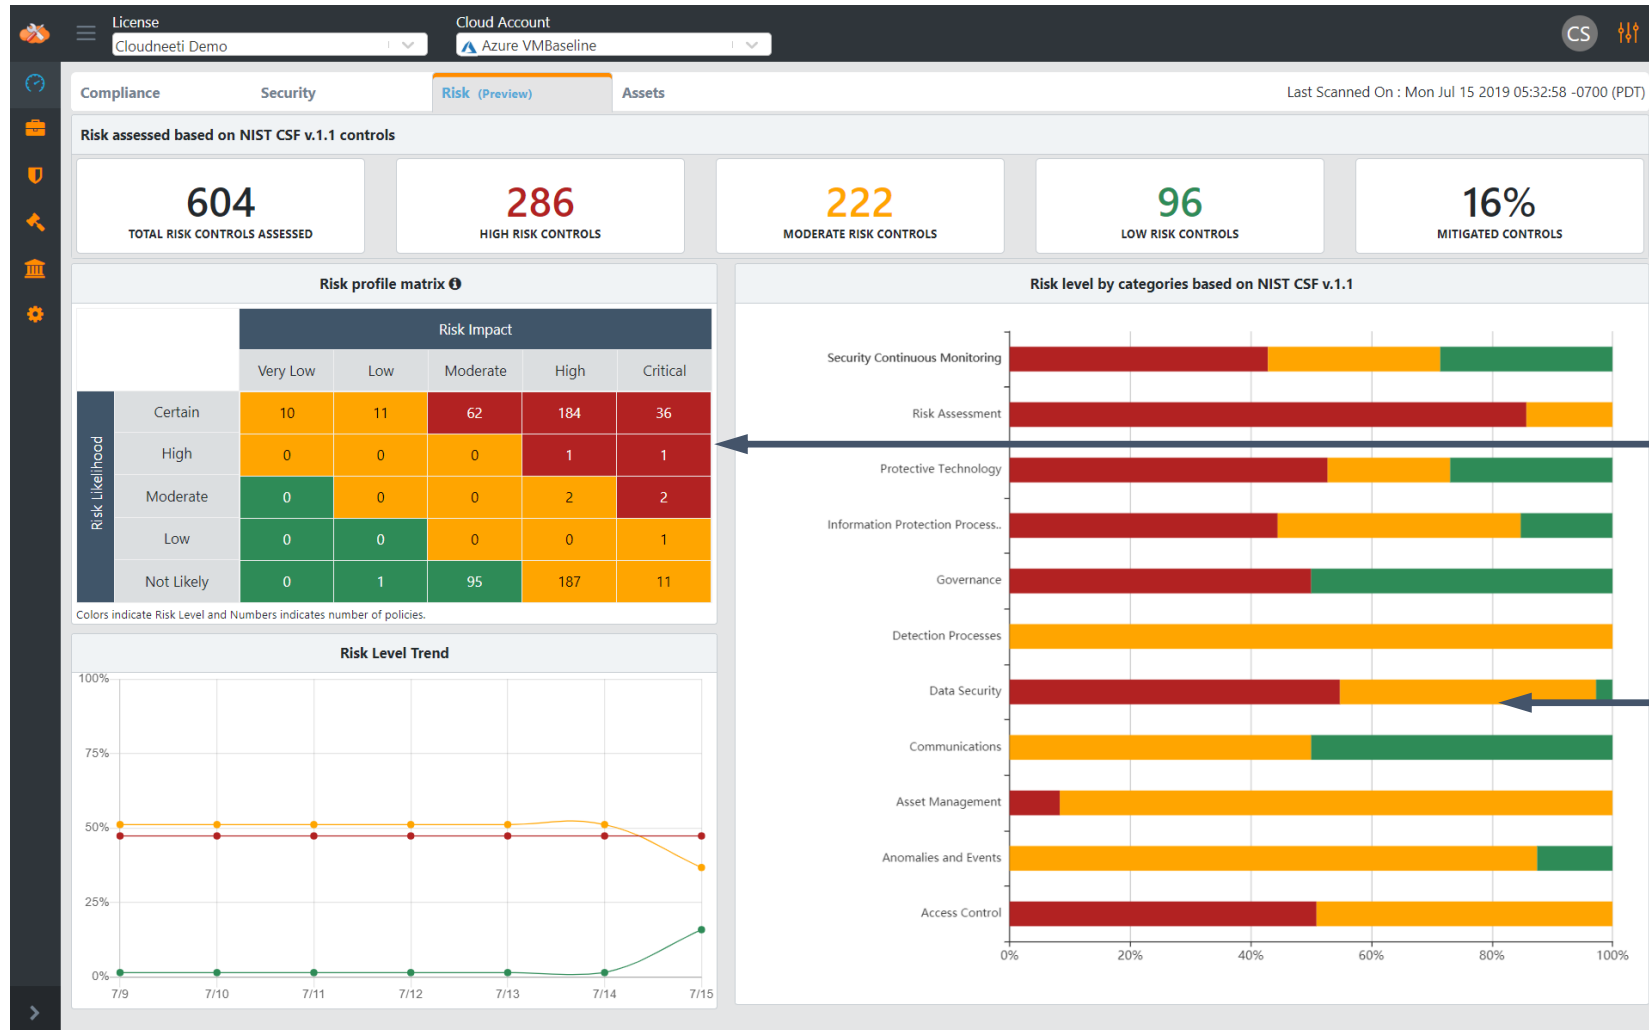 License
Cloud Account
Cloudneeti Demo
Azure VMBaseline
CS
Compliance
Security
Risk (Preview)
Assets
Last Scanned On : Mon Jul 15 2019 05:32:58 -0700 (PDT)
Risk assessed based on NIST CSF v.1.1 controls
604
TOTAL RISK CONTROLS ASSESSED
286
HIGH RISK CONTROLS
222
MODERATE RISK CONTROLS
96
LOW RISK CONTROLS
16%
MITIGATED CONTROLS
Risk profile matrix
Risk Impact
Very Low Low Moderate High Critical
Risk Likelihood
Certain 10 11 62 184 36
High 0 0 0 1 1
Moderate 0 0 0 2 2
Low 0 0 0 0 1
Not Likely 0 1 95 187 11
Colors indicate Risk Level and Numbers indicates number of policies.
Risk Level Trend
100%
75%
50%
25%
0%
7/9 7/10 7/11 7/12 7/13 7/14 7/15
Risk level by categories based on NIST CSF v.1.1
Security Continuous Monitoring
Risk Assessment
Protective Technology
Information Protection Process..
Governance
Detection Processes
Data Security
Communications
Asset Management
Anomalies and Events
Access Control
0% 20% 40% 60% 80% 100%